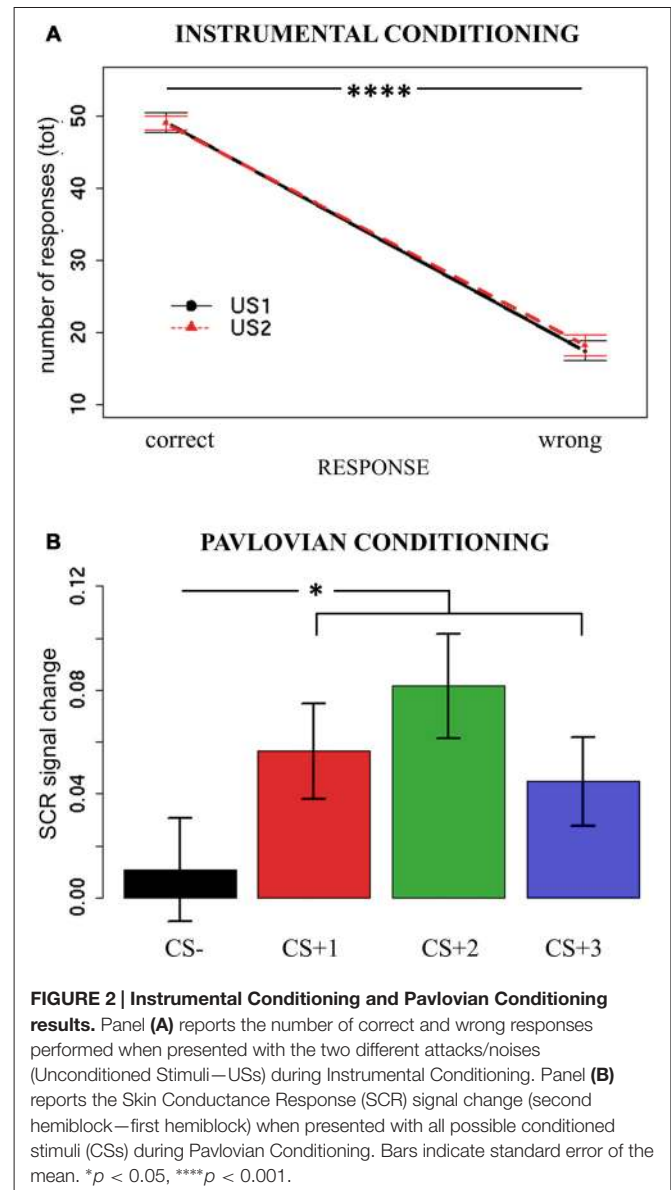 A INSTRUMENTAL CONDITIONING
****
number of responses (tot)
50
40
30
20
10
US1
US2
correct wrong
RESPONSE
B PAVLOVIAN CONDITIONING
*
SCR signal change
0.12
0.08
0.04
0.00
CS- CS+1 CS+2 CS+3
FIGURE 2 | Instrumental Conditioning and Pavlovian Conditioning
results. Panel (A) reports the number of correct and wrong responses
performed when presented with the two different attacks/noises
(Unconditioned Stimuli—USs) during Instrumental Conditioning. Panel (B)
reports the Skin Conductance Response (SCR) signal change (second
hemiblock—first hemiblock) when presented with all possible conditioned
stimuli (CSs) during Pavlovian Conditioning. Bars indicate standard error of the
mean. *p < 0.05, ****p < 0.001.